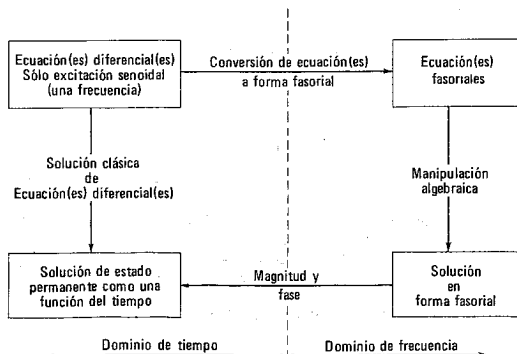 Ecuación(es) diferencial(es)
Sólo excitación senoidal
(una frecuencia)
Conversión de ecuación(es)
a forma fasorial
Ecuación(es)
fasoriales
Solución clásica
de
Ecuación(es) diferencial(es)
Manipulación
algebraica
Solución de estado
permanente como una
función del tiempo
Magnitud y
fase
Solución
en
forma fasorial
Dominio de tiempo
Dominio de frecuencia